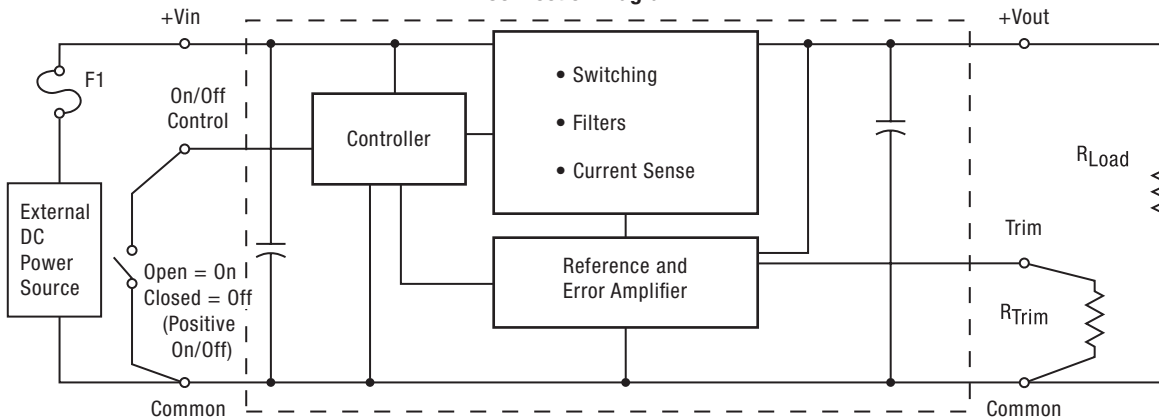 +Vin
+Vout
F1
On/Off
Control
Controller
• Switching
• Filters
• Current Sense
RLoad
External
DC
Power
Source
Open = On
Closed = Off
(Positive
On/Off)
Reference and
Error Amplifier
Trim
RTrim
Common
Common